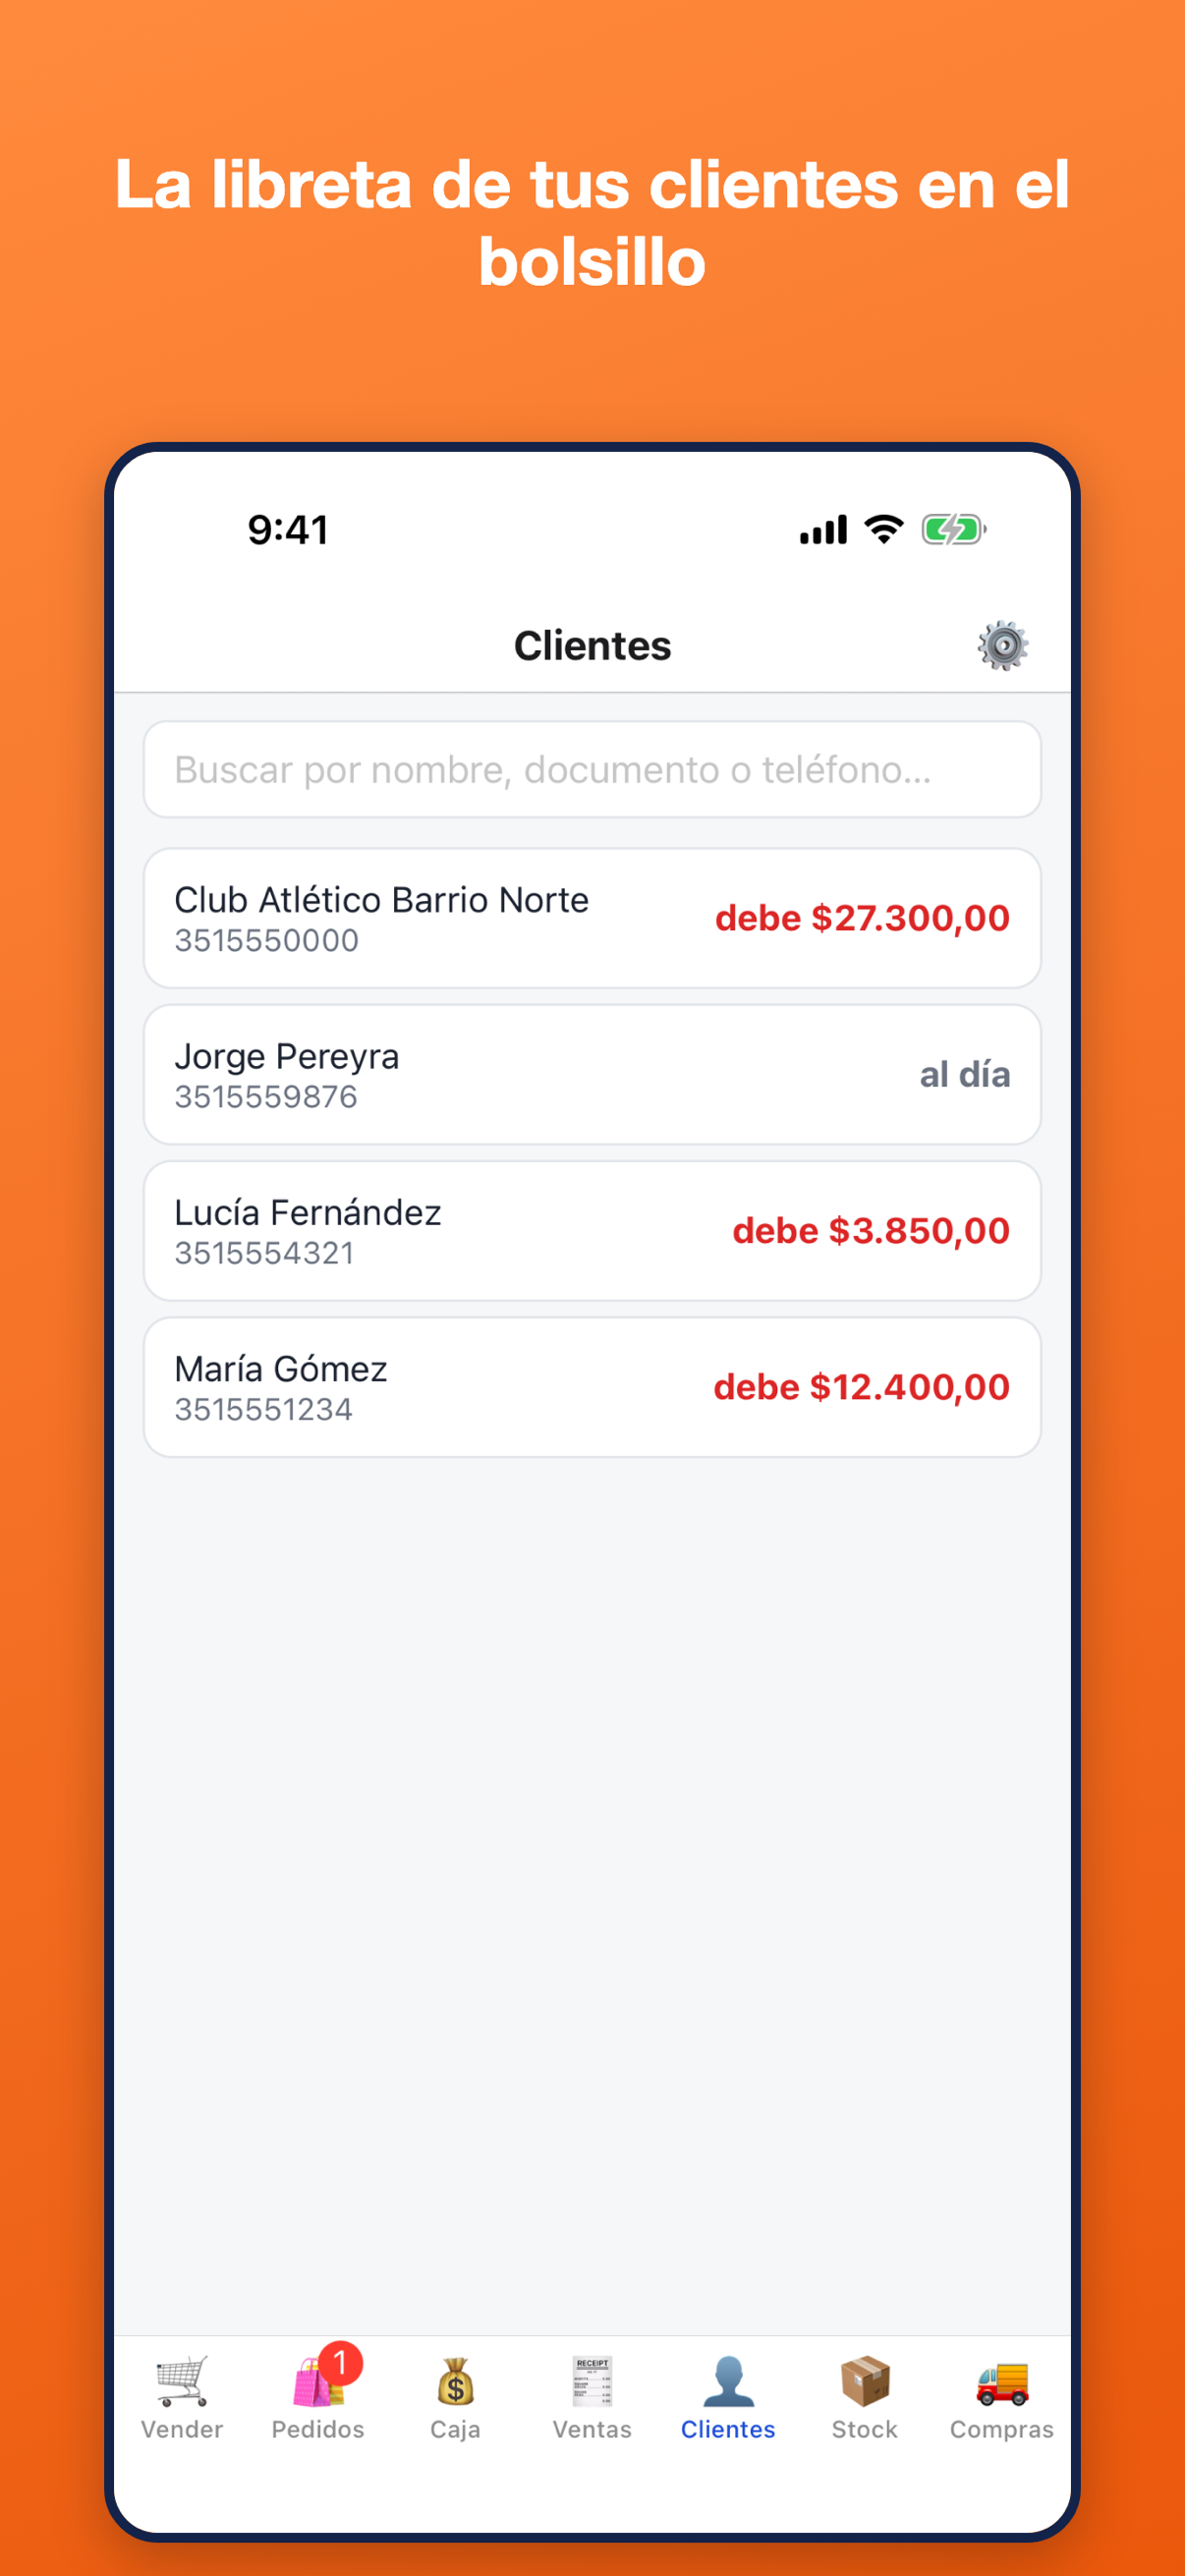 La libreta de tus clientes en el
bolsillo
9:41
Clientes
Buscar por nombre, documento o teléfono...
Club Atlético Barrio Norte
3515550000
debe $27.300,00
Jorge Pereyra
3515559876
al día
Lucía Fernández
3515554321
debe $3.850,00
María Gómez
3515551234
debe $12.400,00
RECEIPT
1
Vender
Pedidos
Caja
Ventas
Clientes
Stock
Compras